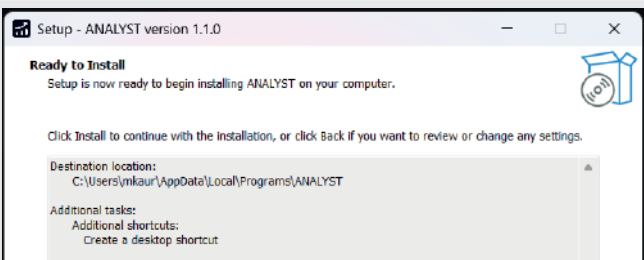 Setup - ANALYST version 1.1.0
Ready to Install
Setup is now ready to begin installing ANALYST on your computer.
Click Install to continue with the installation, or click Back if you want to review or change any settings.
Destination location:
C:\Users\mkaur\AppData\Local\Programs\ANALYST
Additional tasks:
Additional shortcuts:
Create a desktop shortcut